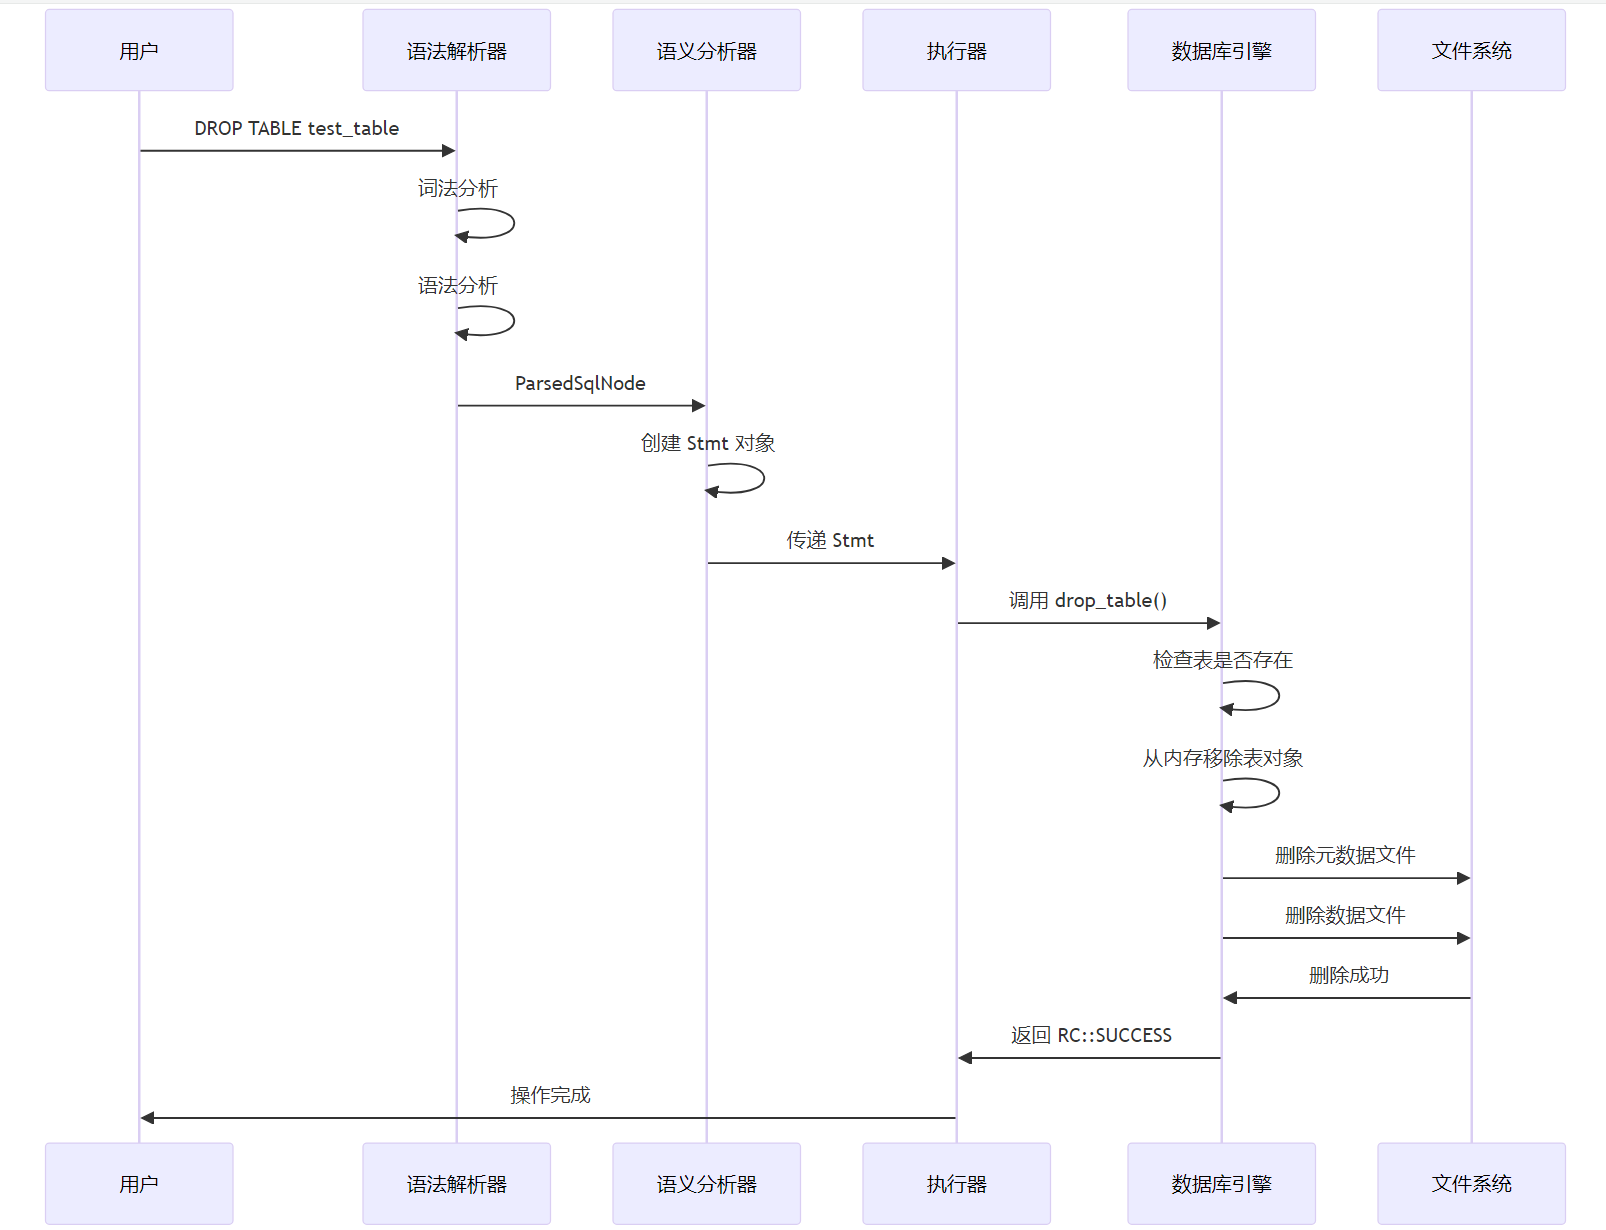 用户
语法解析器
语义分析器
执行器
数据库引擎
文件系统
DROP TABLE test_table
词法分析
语法分析
ParsedSqlNode
创建 Stmt 对象
传递 Stmt
调用 drop_table()
检查表是否存在
从内存移除表对象
删除元数据文件
删除数据文件
删除成功
返回 RC::SUCCESS
操作完成
用户
语法解析器
语义分析器
执行器
数据库引擎
文件系统